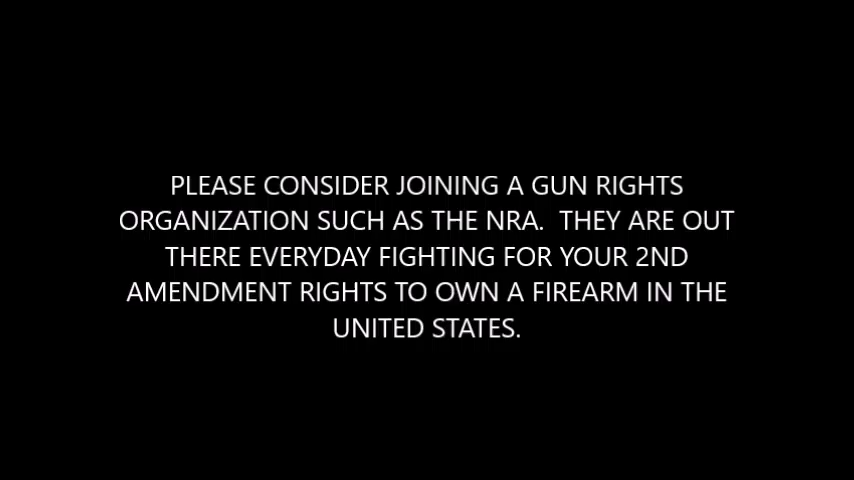 PLEASE CONSIDER JOINING A GUN RIGHTS
ORGANIZATION SUCH AS THE NRA.  THEY ARE OUT
THERE EVERYDAY FIGHTING FOR YOUR 2ND
AMENDMENT RIGHTS TO OWN A FIREARM IN THE
UNITED STATES.